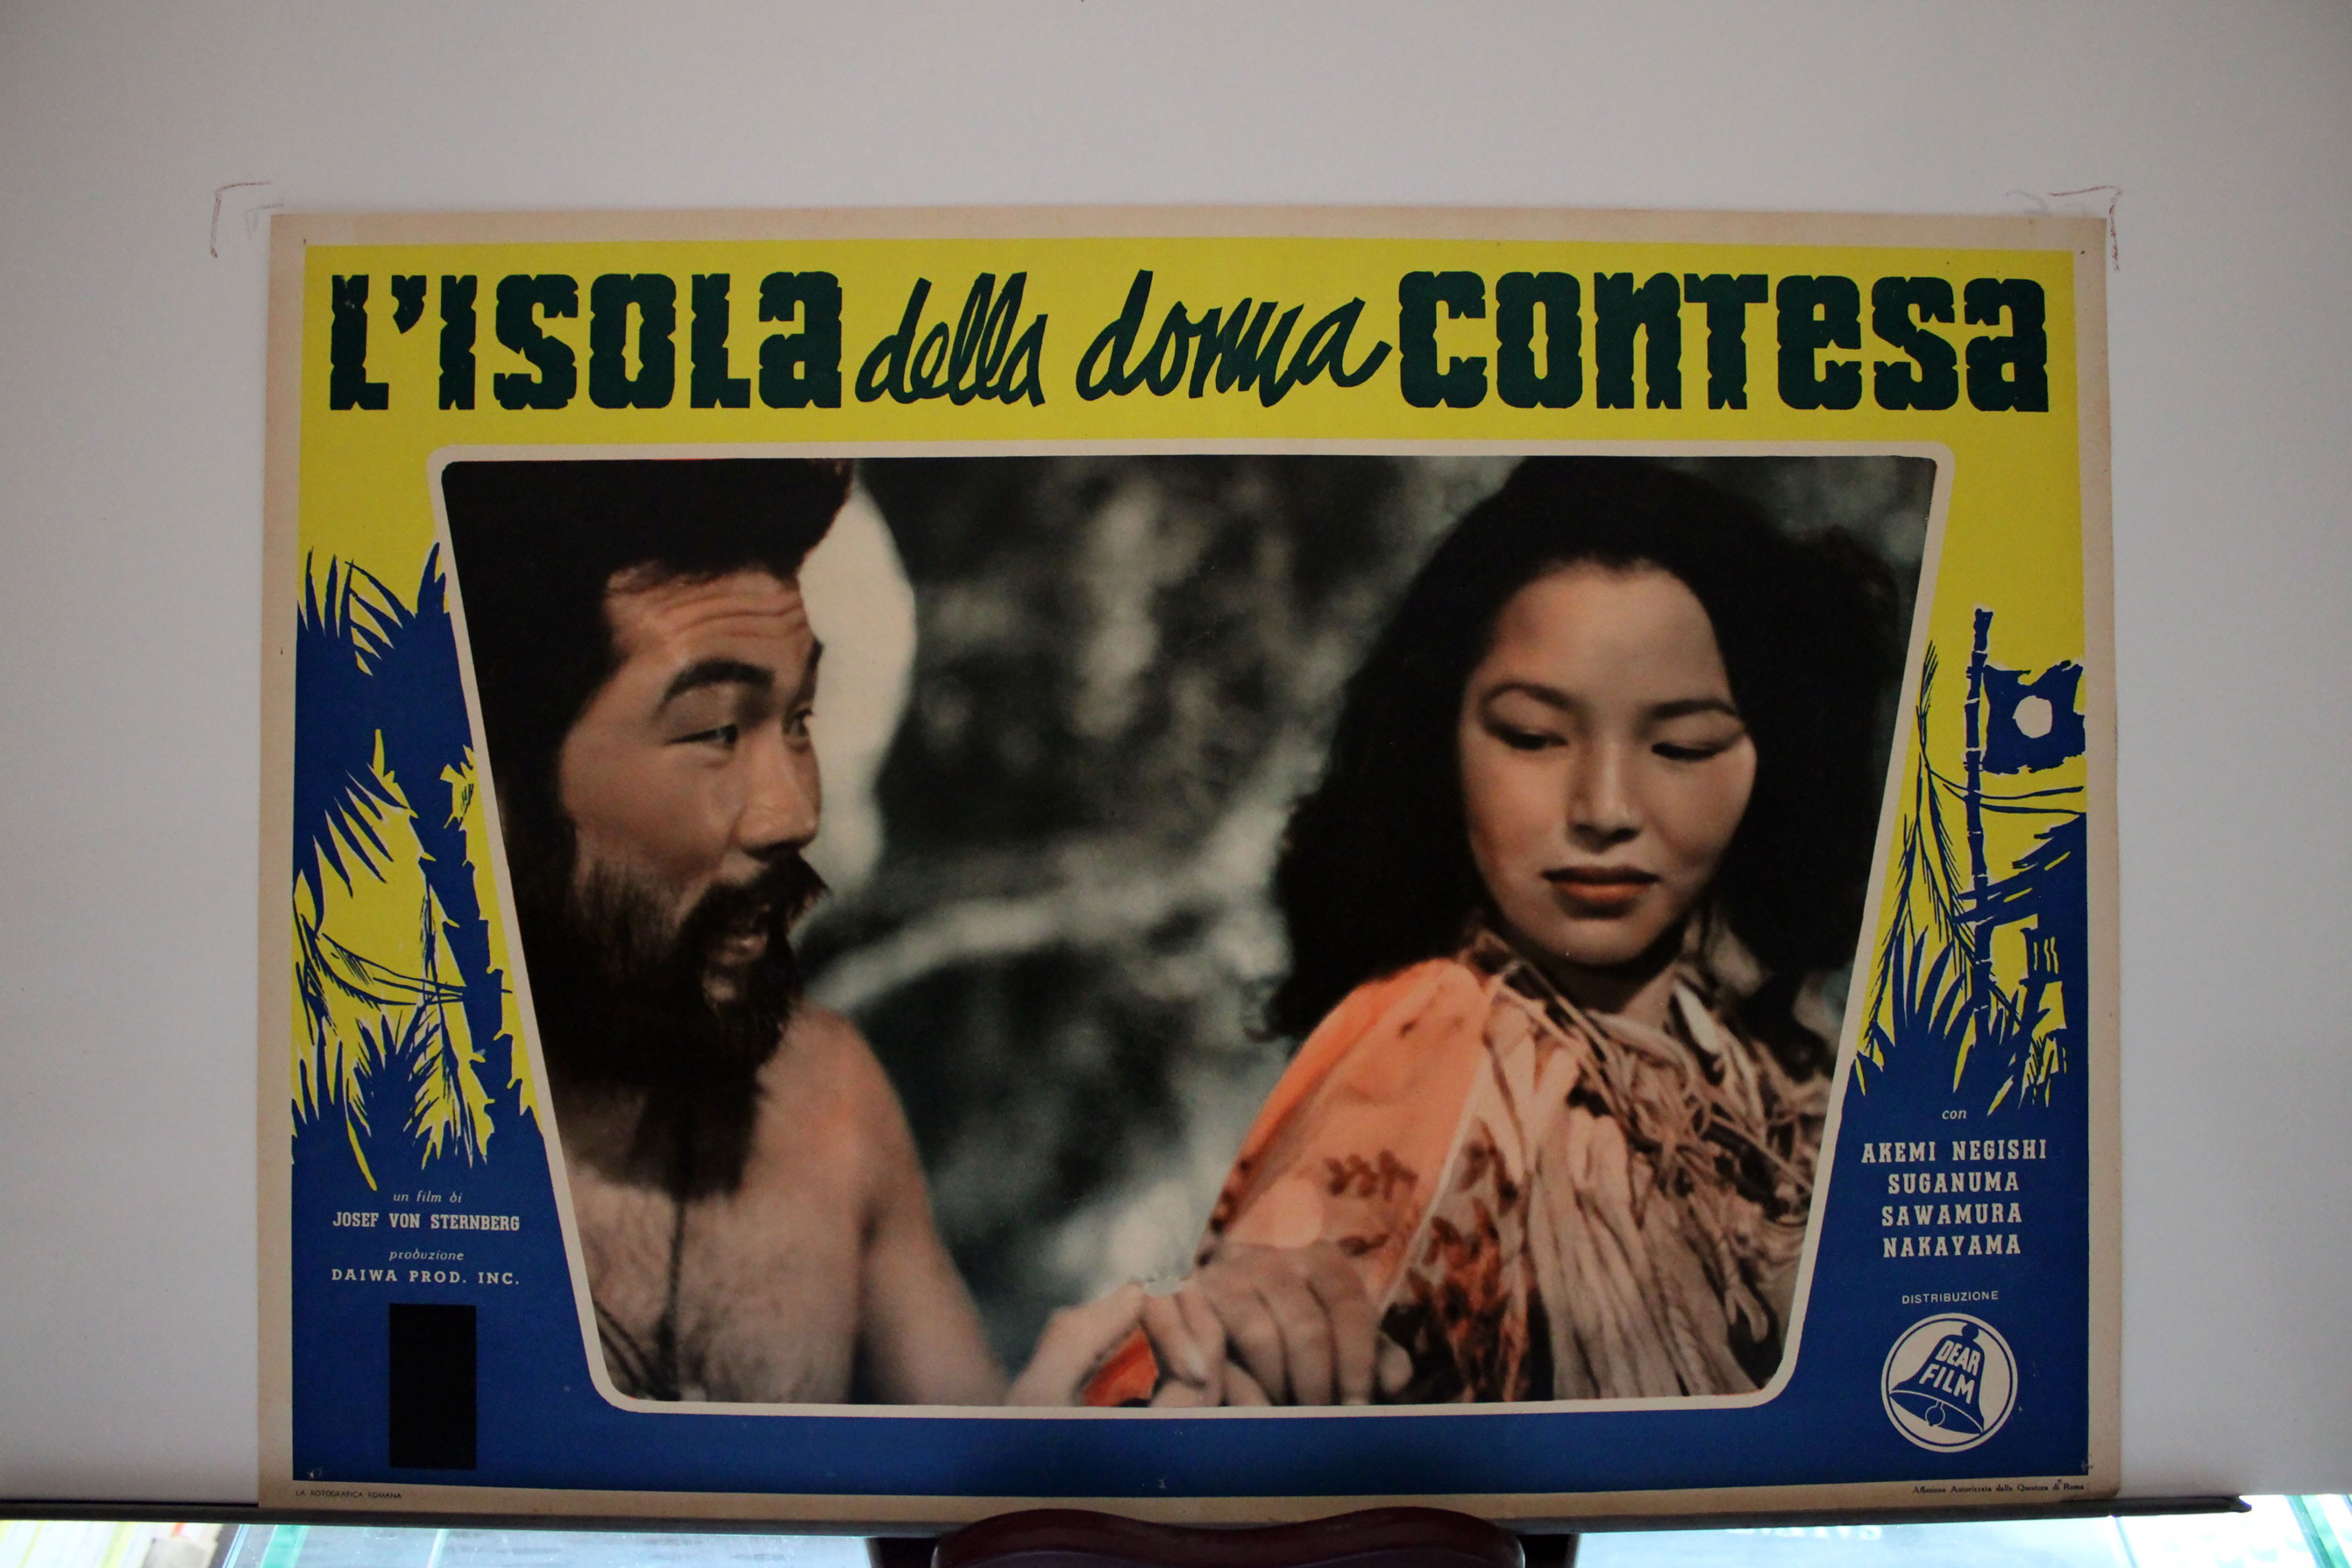 L'ISOLa della donna CONTesa
un film di
JOSEF VON STERNBERG
produzione
DAIWA PROD. INC.
con
AKEMI NEGISHI
SUGANUMA
SAWAMURA
NAKAYAMA
DISTRIBUZIONE
DEAR
FILM
LA ROTOGRAFICA ROMANA
Affissione Autorizzata dalla Questura di Roma